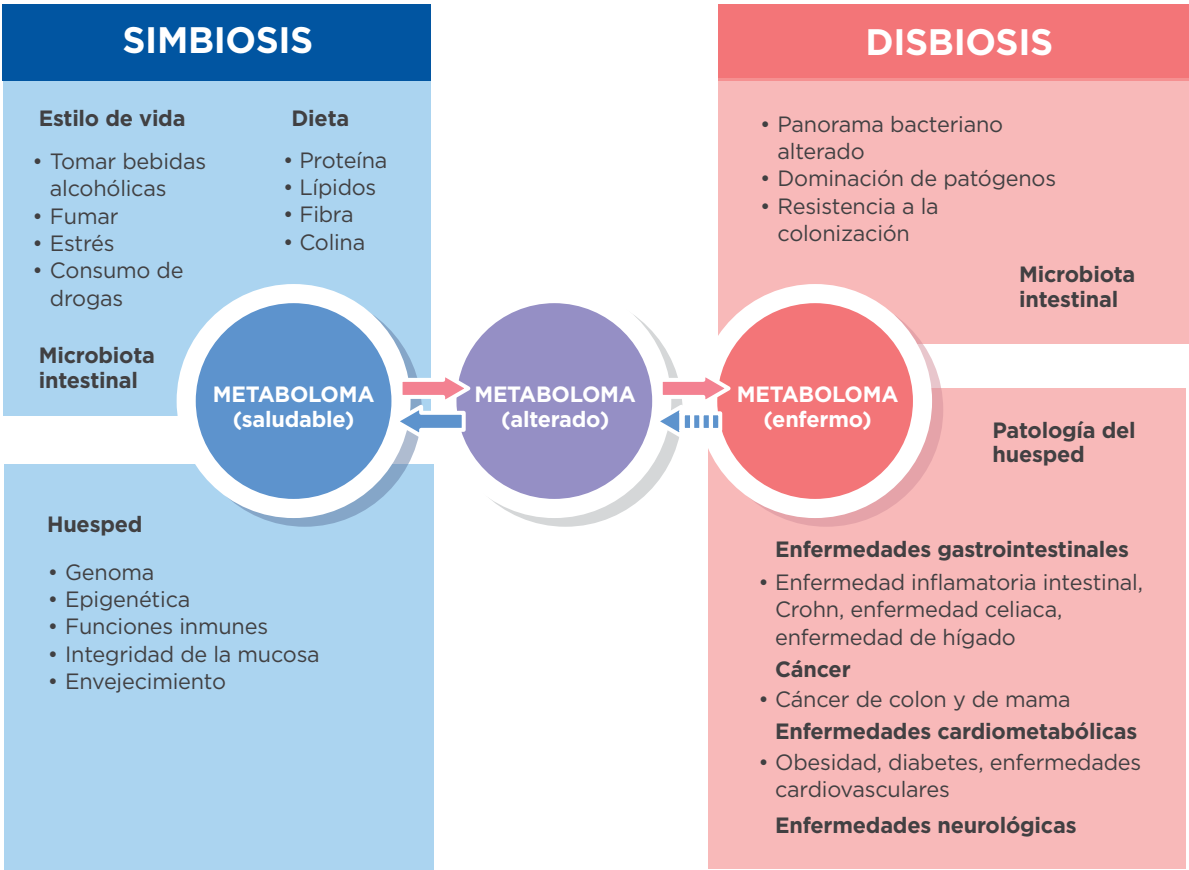 SIMBIOSIS
Estilo de vida
• Tomar bebidas
alcohólicas
• Fumar
• Estrés
• Consumo de
drogas
Dieta
• Proteína
• Lípidos
• Fibra
• Colina
Microbiota
intestinal
Huesped
• Genoma
• Epigenética
• Funciones inmunes
• Integridad de la mucosa
• Envejecimiento
METABOLOMA
(saludable)
METABOLOMA
(alterado)
METABOLOMA
(enfermo)
DISBIOSIS
• Panorama bacteriano
alterado
• Dominación de patógenos
• Resistencia a la
colonización
Microbiota
intestinal
Patología del
huesped
Enfermedades gastrointestinales
• Enfermedad inflamatoria intestinal,
Crohn, enfermedad celiaca,
enfermedad de hígado
Cáncer
• Cáncer de colon y de mama
Enfermedades cardiometabólicas
• Obesidad, diabetes, enfermedades
cardiovasculares
Enfermedades neurológicas